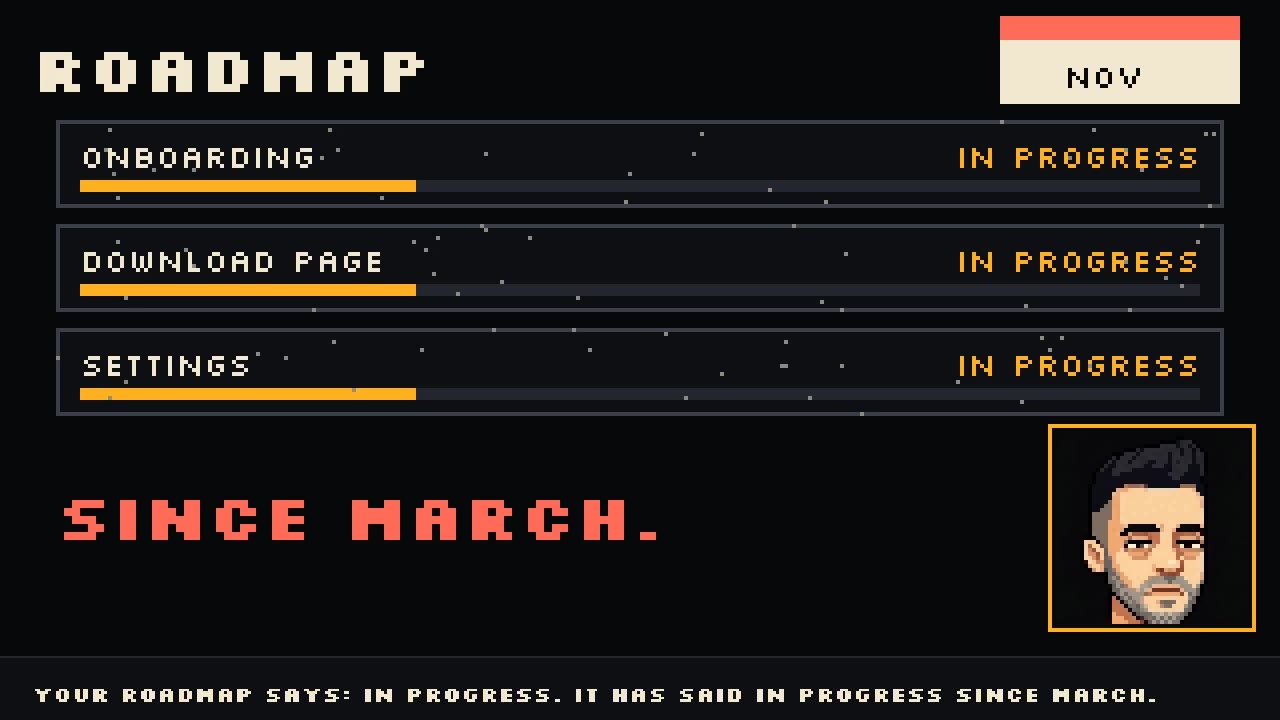 ROADMAP
NOV
ONBOARDING IN PROGRESS
DOWNLOAD PAGE IN PROGRESS
SETTINGS IN PROGRESS
SINCE MARCH.
YOUR ROADMAP SAYS: IN PROGRESS. IT HAS SAID IN PROGRESS SINCE MARCH.